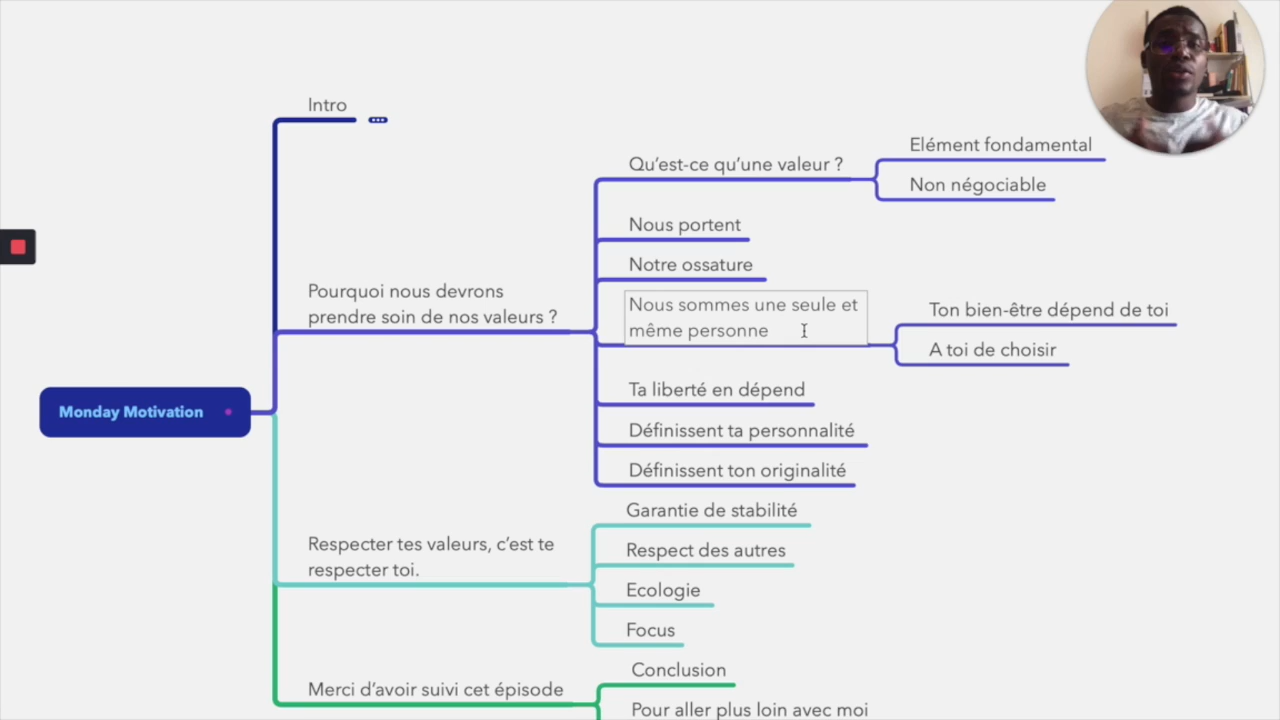 Intro
Qu’est-ce qu’une valeur ?
Elément fondamental
Non négociable
Nous portent
Notre ossature
Pourquoi nous devrons
prendre soin de nos valeurs ?
Nous sommes une seule et
même personne
Ton bien-être dépend de toi
A toi de choisir
Monday Motivation
Ta liberté en dépend
Définissent ta personnalité
Définissent ton originalité
Respecter tes valeurs, c’est te
respecter toi.
Garantie de stabilité
Respect des autres
Ecologie
Focus
Merci d’avoir suivi cet épisode
Conclusion
Pour aller plus loin avec moi